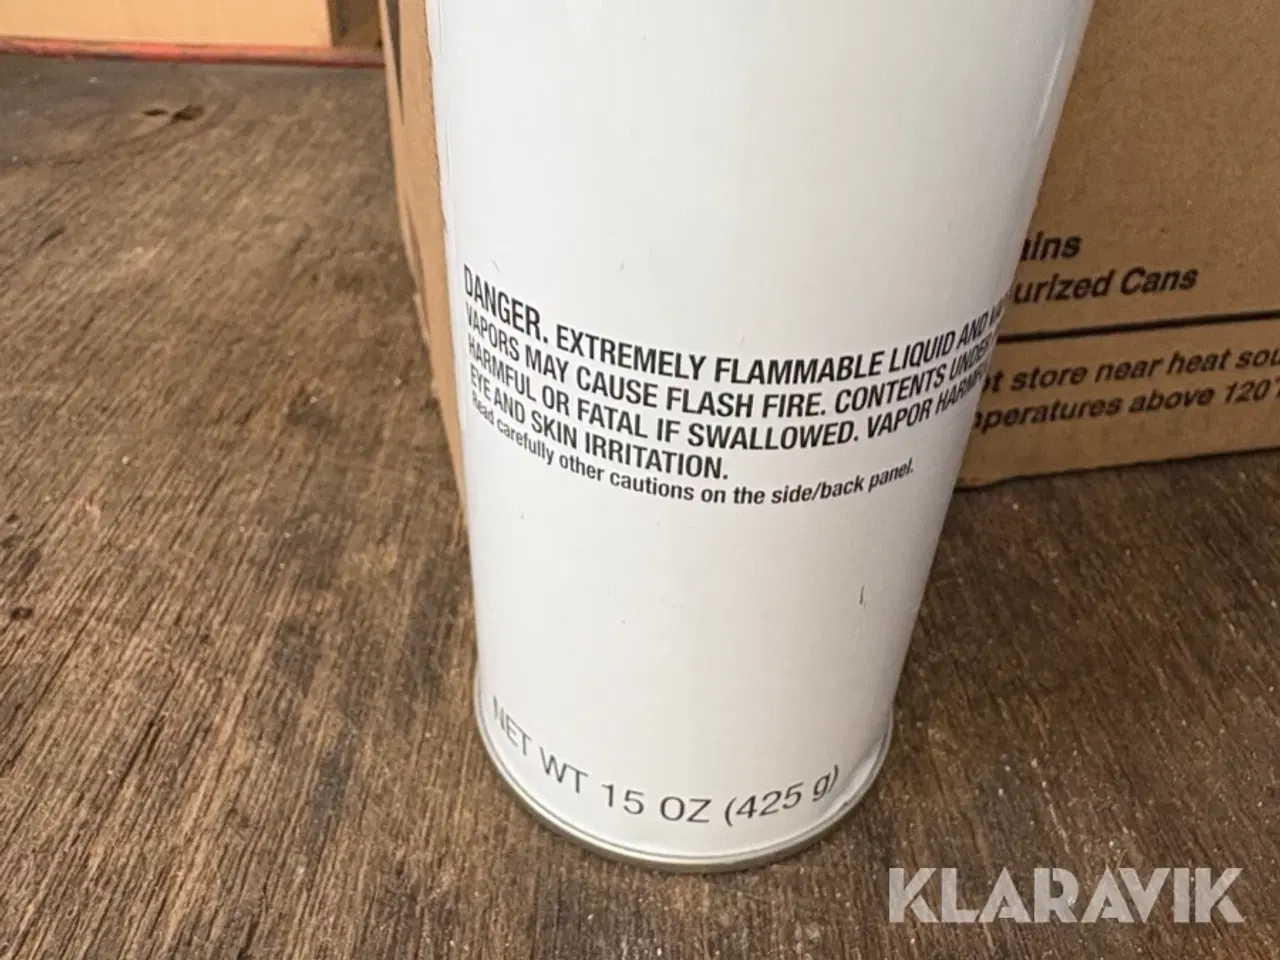 DANGER. EXTREMELY FLAMMABLE LIQUID AND
VAPORS MAY CAUSE FLASH FIRE. CONTENTS UNDER
HARMFUL OR FATAL IF SWALLOWED. VAPOR
EYE AND SKIN IRRITATION.
Read carefully other cautions on the side/back panel.
NET WT 15 OZ (425 g)
ains
urized Cans
t store near heat sou
peratures above 120
KLARAVIK